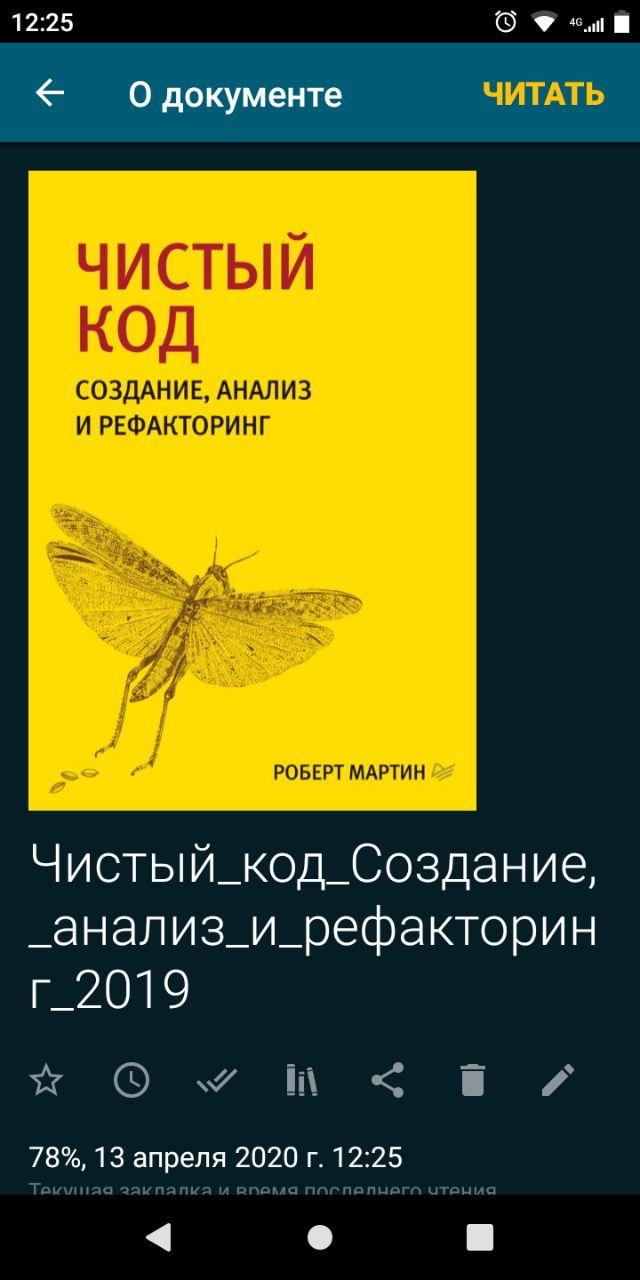 12:25
4G
О документе
ЧИТАТЬ
ЧИСТЫЙ
КОД
СОЗДАНИЕ, АНАЛИЗ
И РЕФАКТОРИНГ
РОБЕРТ МАРТИН
Чистый_код_Создание,
_анализ_и_рефакторин
г_2019
78%, 13 апреля 2020 г. 12:25
Текущая закладка и время последнего чтения